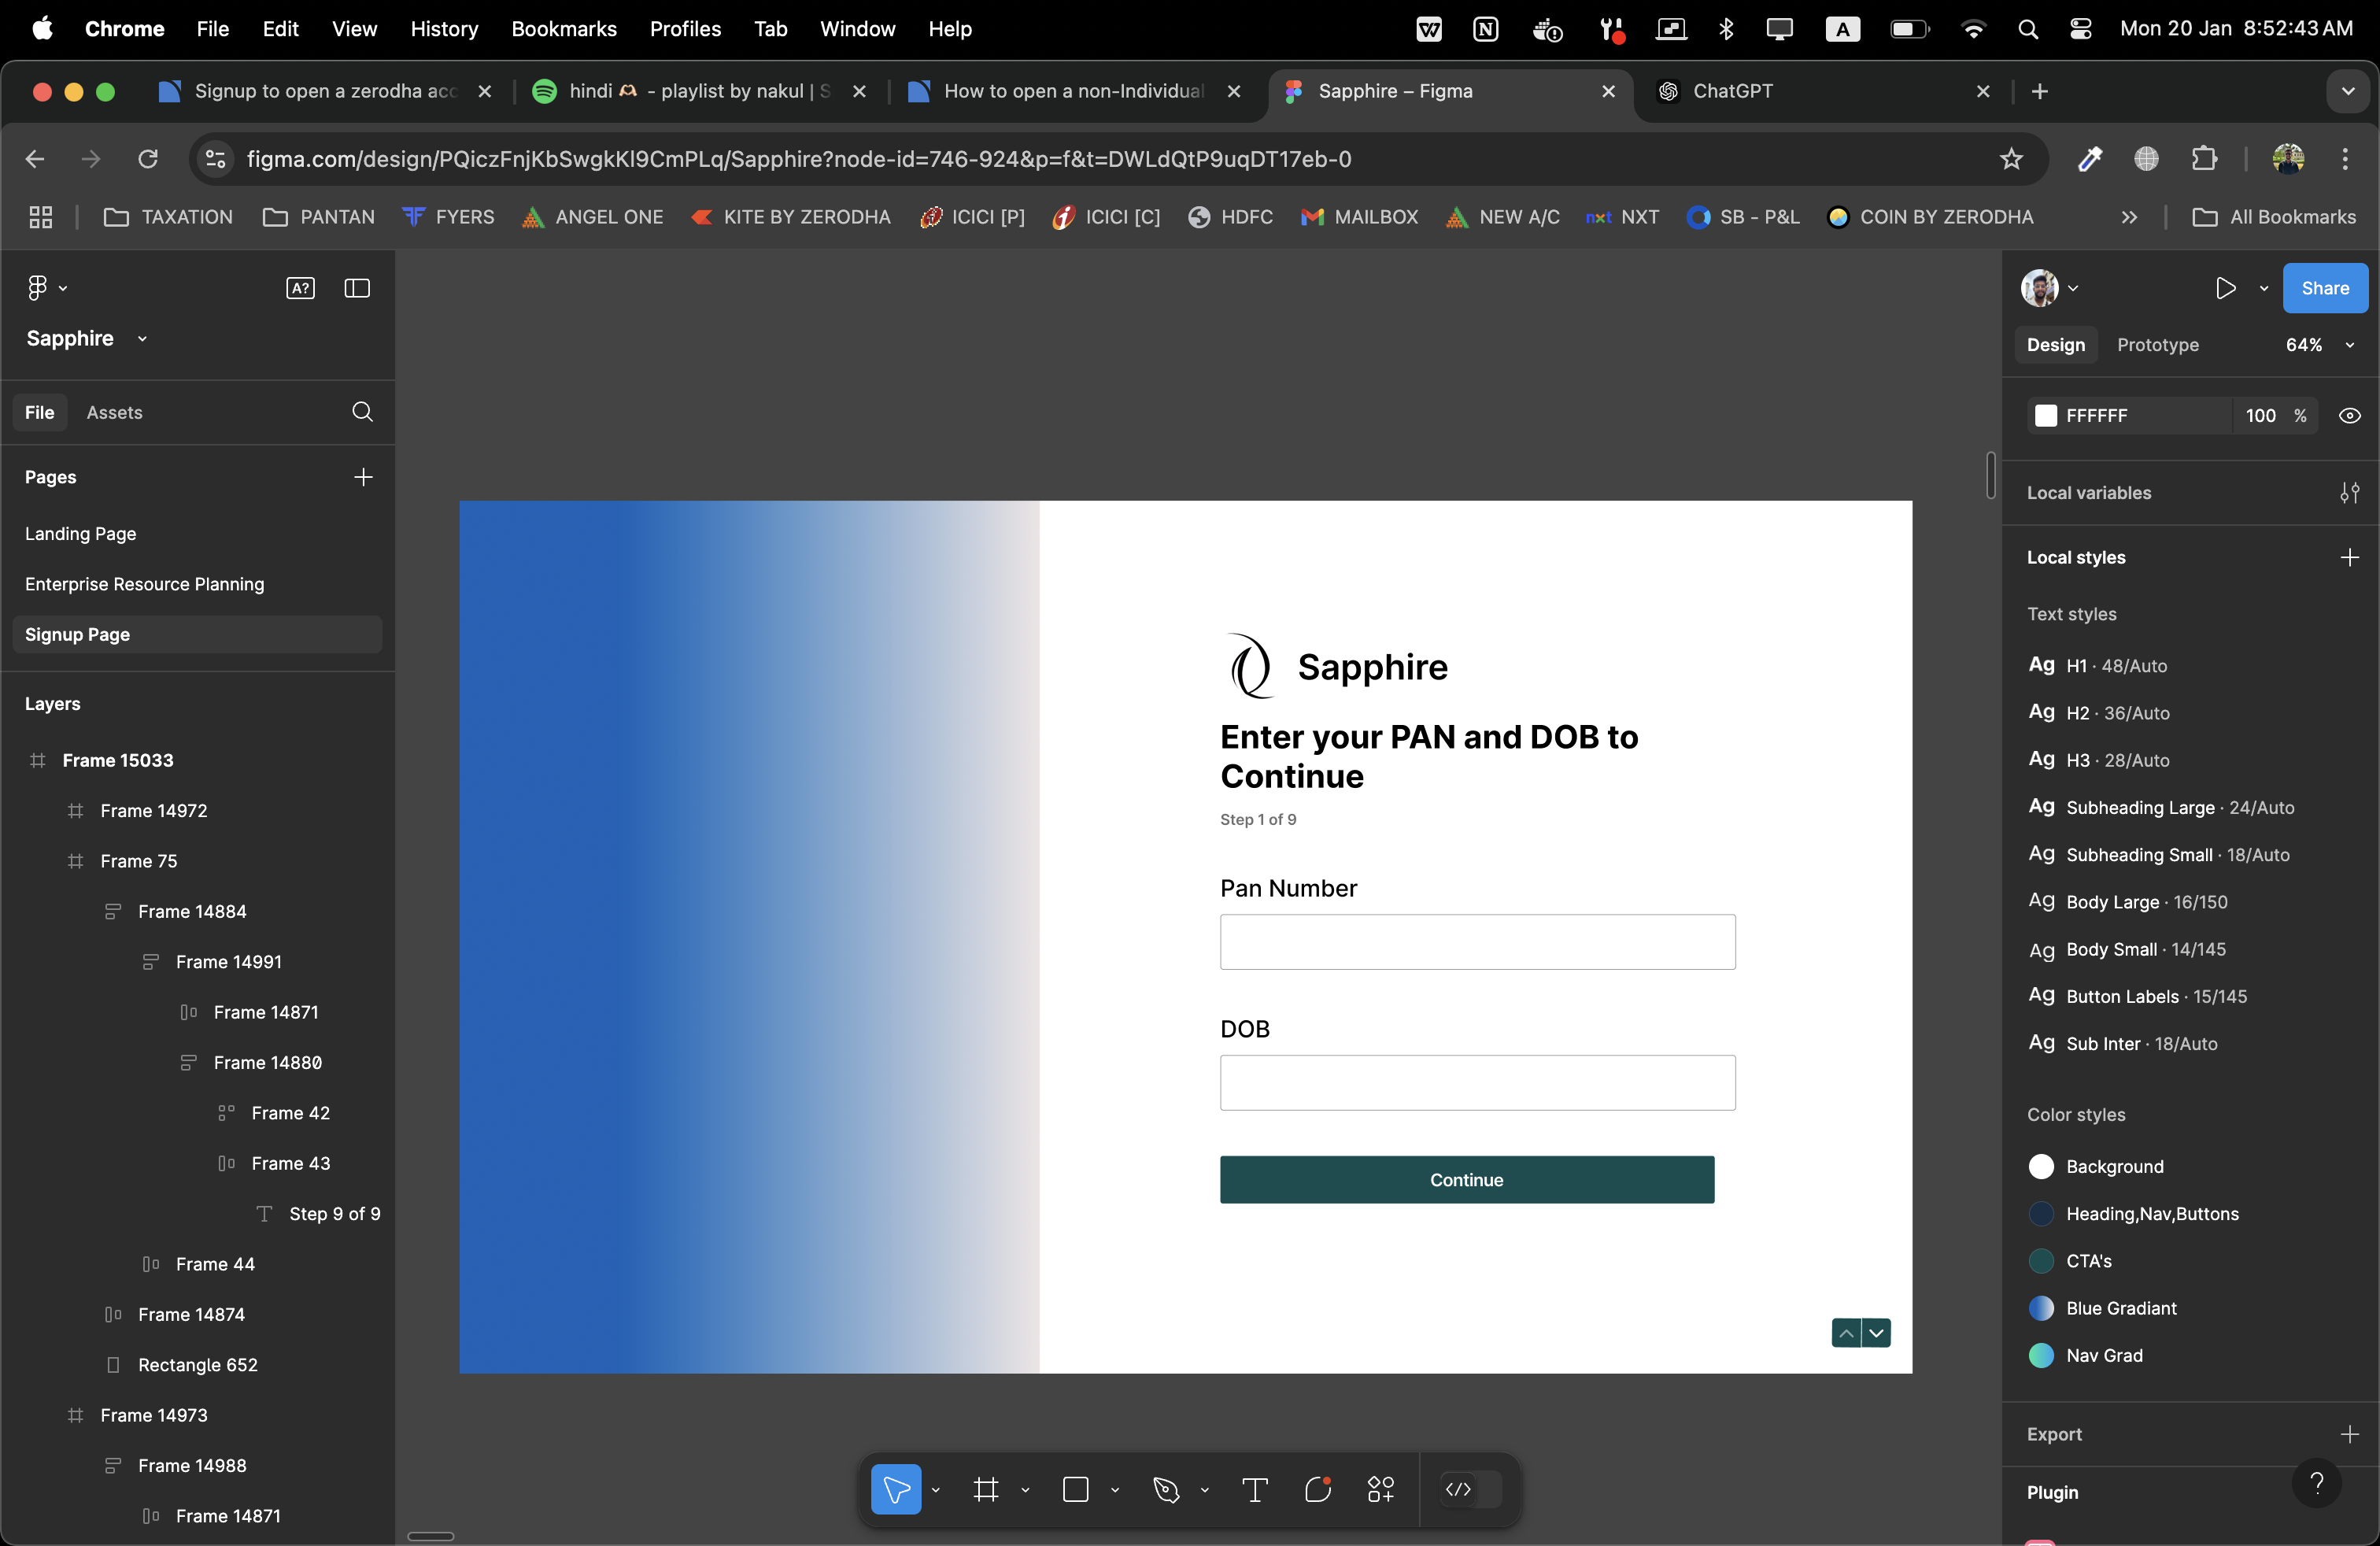 Chrome File Edit View History Bookmarks Profiles Tab Window Help
A Mon 20 Jan 8:52:43 AM
Signup to open a zerodha acc
hindi - playlist by nakul | S
How to open a non-Individual
Sapphire – Figma
ChatGPT
figma.com/design/PQiczFnjKbSwgkKl9CmPLq/Sapphire?node-id=746-924&p=f&t=DWLdQtP9uqDT17eb-0
TAXATION PANTAN FYERS ANGEL ONE KITE BY ZERODHA ICICI [P] ICICI [C] HDFC MAILBOX NEW A/C nxt NXT SB - P&L COIN BY ZERODHA All Bookmarks
A?
Sapphire
File Assets
Pages
Landing Page
Enterprise Resource Planning
Signup Page
Layers
Frame 15033
Frame 14972
Frame 75
Frame 14884
Frame 14991
Frame 14871
Frame 14880
Frame 42
Frame 43
Step 9 of 9
Frame 44
Frame 14874
Rectangle 652
Frame 14973
Frame 14988
Frame 14871
Sapphire
Enter your PAN and DOB to
Continue
Step 1 of 9
Pan Number
DOB
Continue
Share
Design Prototype 64%
FFFFFF 100 %
Local variables
Local styles
Text styles
Ag H1 · 48/Auto
Ag H2 · 36/Auto
Ag H3 · 28/Auto
Ag Subheading Large · 24/Auto
Ag Subheading Small · 18/Auto
Ag Body Large · 16/150
Ag Body Small · 14/145
Ag Button Labels · 15/145
Ag Sub Inter · 18/Auto
Color styles
Background
Heading,Nav,Buttons
CTA's
Blue Gradiant
Nav Grad
Export
Plugin
?